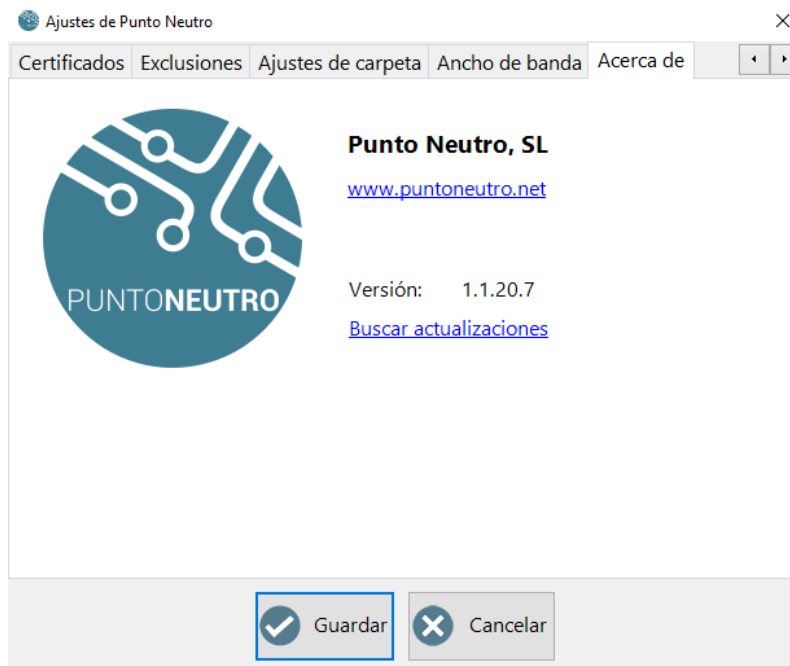 Ajustes de Punto Neutro
Certificados Exclusiones Ajustes de carpeta Ancho de banda Acerca de
PUNTONEUTRO
Punto Neutro, SL
www.puntoneutro.net
Versión: 1.1.20.7
Buscar actualizaciones
Guardar Cancelar